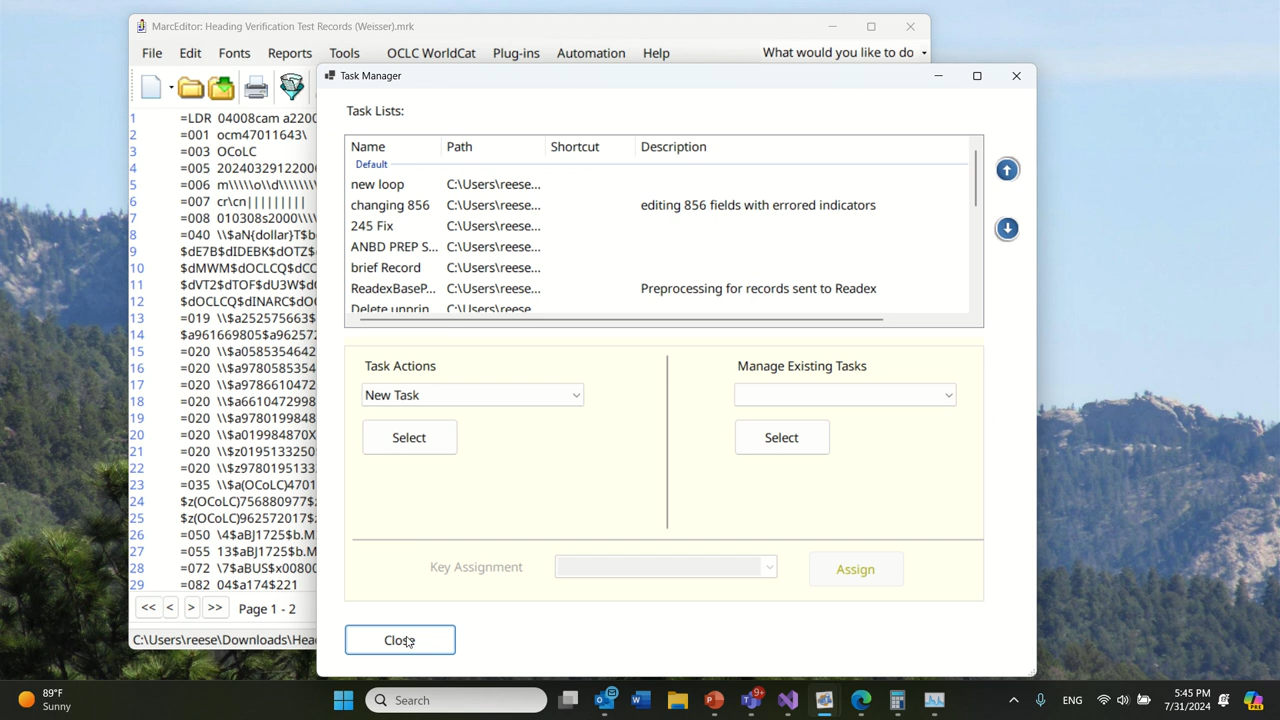 MarcEditor: Heading Verification Test Records (Weisser).mrk
File Edit Fonts Reports Tools OCLC WorldCat Plug-ins Automation Help What would you like to do
Task Manager
Task Lists:
Name Path Shortcut Description
Default
new loop C:\Users\reese...
changing 856 C:\Users\reese... editing 856 fields with errored indicators
245 Fix C:\Users\reese...
ANBD PREP S... C:\Users\reese...
brief Record C:\Users\reese...
ReadexBaseP... C:\Users\reese... Preprocessing for records sent to Readex
Delete unprin C:\Users\reese
Task Actions
New Task
Select
Manage Existing Tasks
Select
Key Assignment
Assign
Close
1 =LDR 04008cam a2200
2 =001 ocm47011643\
3 =003 OCoLC
4 =005 2024032912200
5 =006 m\\\\\o\\d\\\\\\\\
6 =007 cr\cn|||||||||
7 =008 010308s2000\\\\
8 =040 \\$aN{dollar}T$b
9 $dE7B$dIDEBK$dOTZ$
10 $dMWM$dOCLCQ$dCC
11 $dVT2$dTOF$dU3W$d
12 $dOCLCQ$dINARC$dO
13 =019 \\$a252575663$
14 $a961669805$a96257
15 =020 \\$a0585354642
16 =020 \\$a9780585354
17 =020 \\$a9786610472
18 =020 \\$a6610472998
19 =020 \\$a9780199848
20 =020 \\$a019984870X
21 =020 \\$z0195133250
22 =020 \\$z9780195133
23 =035 \\$a(OCoLC)4701
24 $z(OCoLC)756880977$
25 $z(OCoLC)962572017$z
26 =050 \4$aBJ1725$b.M
27 =055 13$aBJ1725$b.M
28 =072 \7$aBUS$x00800
29 =082 04$a174$221
<< < > >> Page 1 - 2
C:\Users\reese\Downloads\Hea
89°F
Sunny
Search
9+
ENG
5:45 PM
7/31/2024